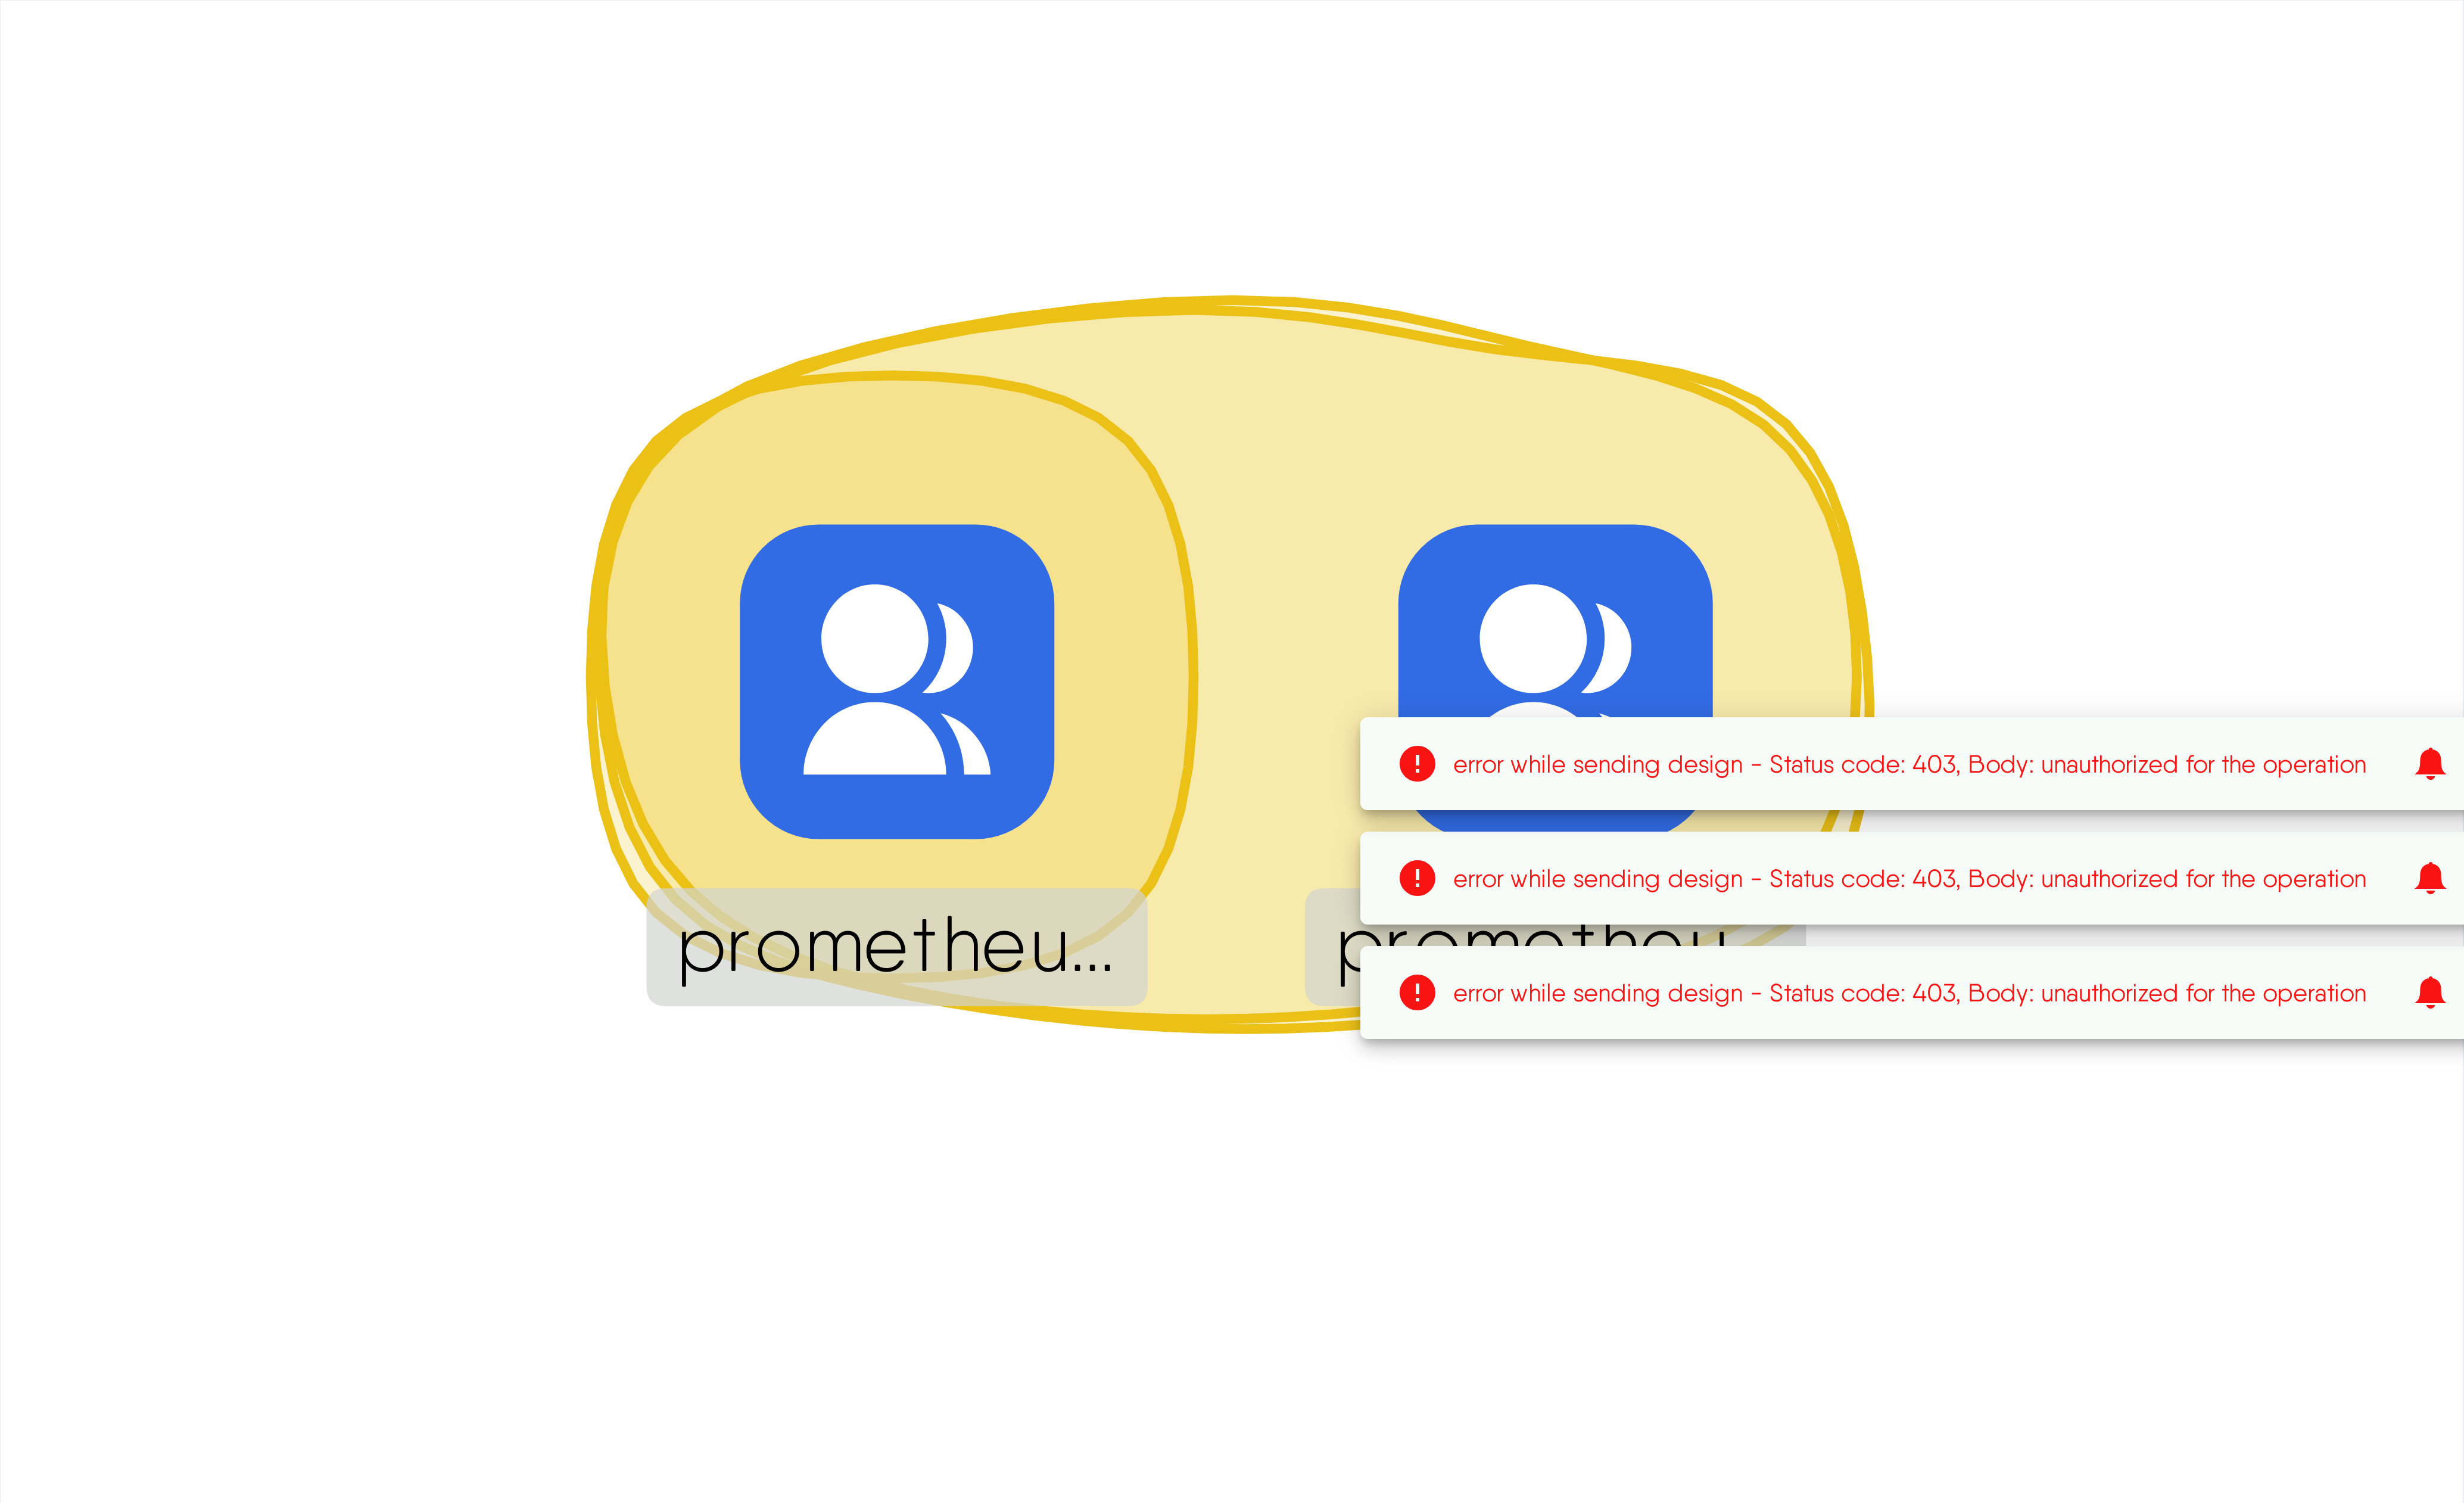 error while sending design - Status code: 403, Body: unauthorized for the operation
error while sending design - Status code: 403, Body: unauthorized for the operation
prometheu...
prometheu
error while sending design - Status code: 403, Body: unauthorized for the operation